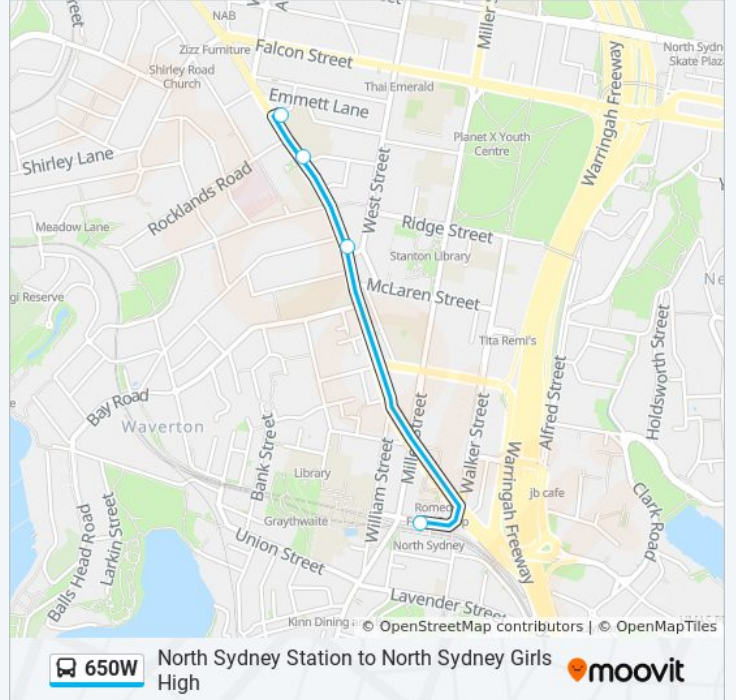 NAB
Miller S
Zizz Furniture
Falcon Street
North Sydn
Skate Plaz
Shirley Road
Church
Thai Emerald
Emmett Lane
Warringah Freeway
Planet X Youth
Centre
Shirley Lane
Rocklands Road
West Street
Meadow Lane
Ridge Street
Stanton Library
Ne
gi Reserve
McLaren Street
Tita Remi's
Holdsworth Street
Alfred Street
Bay Road
Waverton
Bank Street
Miller Street
Walker Street
Warringah Freeway
Library
William Street
jb cafe
Clark Road
Graythwaite
Romeo
North Sydney
Larkin Street
Balls Head Road
Union Street
Lavender Street
Kinn Dining
© OpenStreetMap contributors | © OpenMapTiles
650W
North Sydney Station to North Sydney Girls
High
moovit